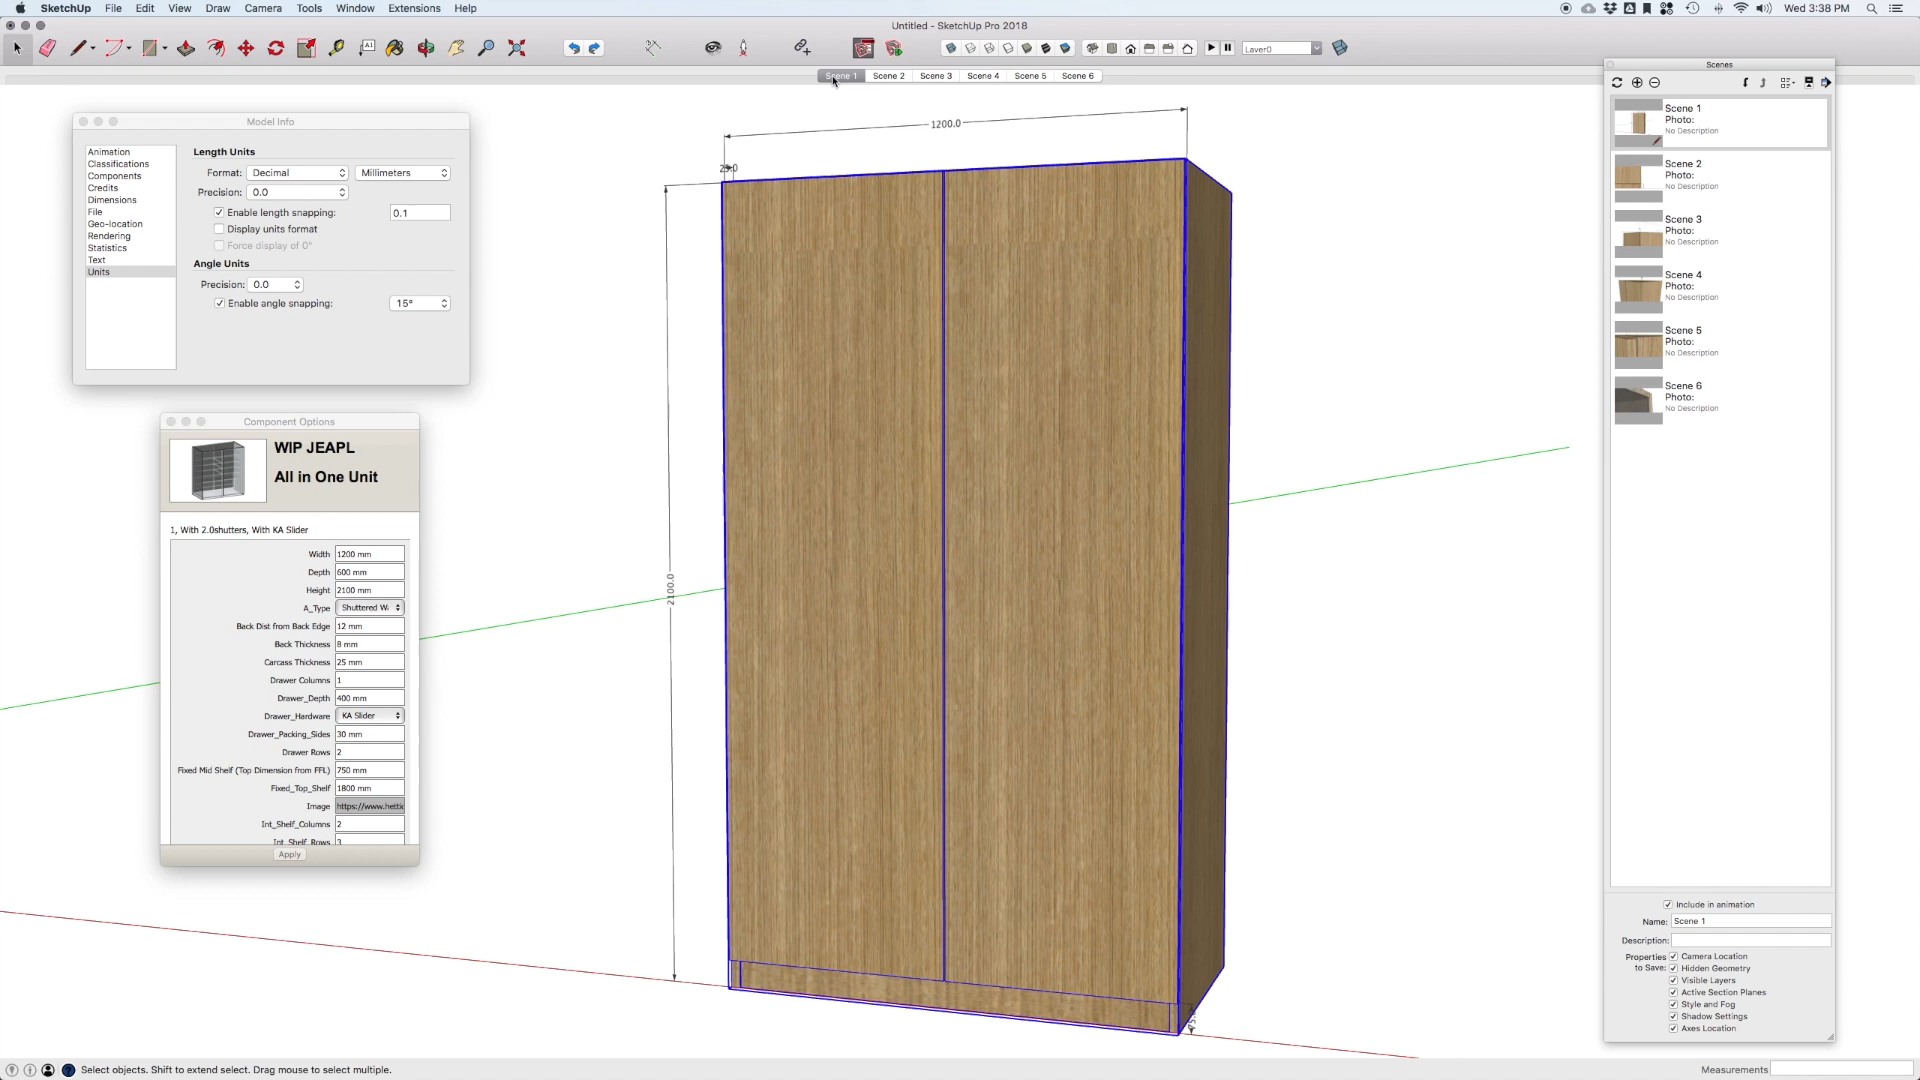 SketchUp File Edit View Draw Camera Tools Window Extensions Help
Wed 3:38 PM
Untitled - SketchUp Pro 2018
Layer0
Scene 1 Scene 2 Scene 3 Scene 4 Scene 5 Scene 6
Model Info
Animation
Classifications
Components
Credits
Dimensions
File
Geo-location
Rendering
Statistics
Text
Units
Length Units
Format: Decimal Millimeters
Precision: 0.0
Enable length snapping: 0.1
Display units format
Force display of 0"
Angle Units
Precision: 0.0
Enable angle snapping: 15°
Component Options
WIP JEAPL
All in One Unit
1, With 2.0shutters, With KA Slider
Width 1200 mm
Depth 600 mm
Height 2100 mm
A_Type Shuttered Wa
Back Dist from Back Edge 12 mm
Back Thickness 8 mm
Carcass Thickness 25 mm
Drawer Columns 1
Drawer_Depth 400 mm
Drawer_Hardware KA Slider
Drawer_Packing_Sides 30 mm
Drawer Rows 2
Fixed Mid Shelf (Top Dimension from FFL) 750 mm
Fixed_Top_Shelf 1800 mm
Image https://www.hettic
Int_Shelf_Columns 2
Int_Shelf_Rows 3
Apply
1200.0
2100.0
Scenes
Scene 1
Photo:
No Description
Scene 2
Photo:
No Description
Scene 3
Photo:
No Description
Scene 4
Photo:
No Description
Scene 5
Photo:
No Description
Scene 6
Photo:
No Description
Include in animation
Name: Scene 1
Description:
Properties to Save:
Camera Location
Hidden Geometry
Visible Layers
Active Section Planes
Style and Fog
Shadow Settings
Axes Location
Select objects. Shift to extend select. Drag mouse to select multiple.
Measurements